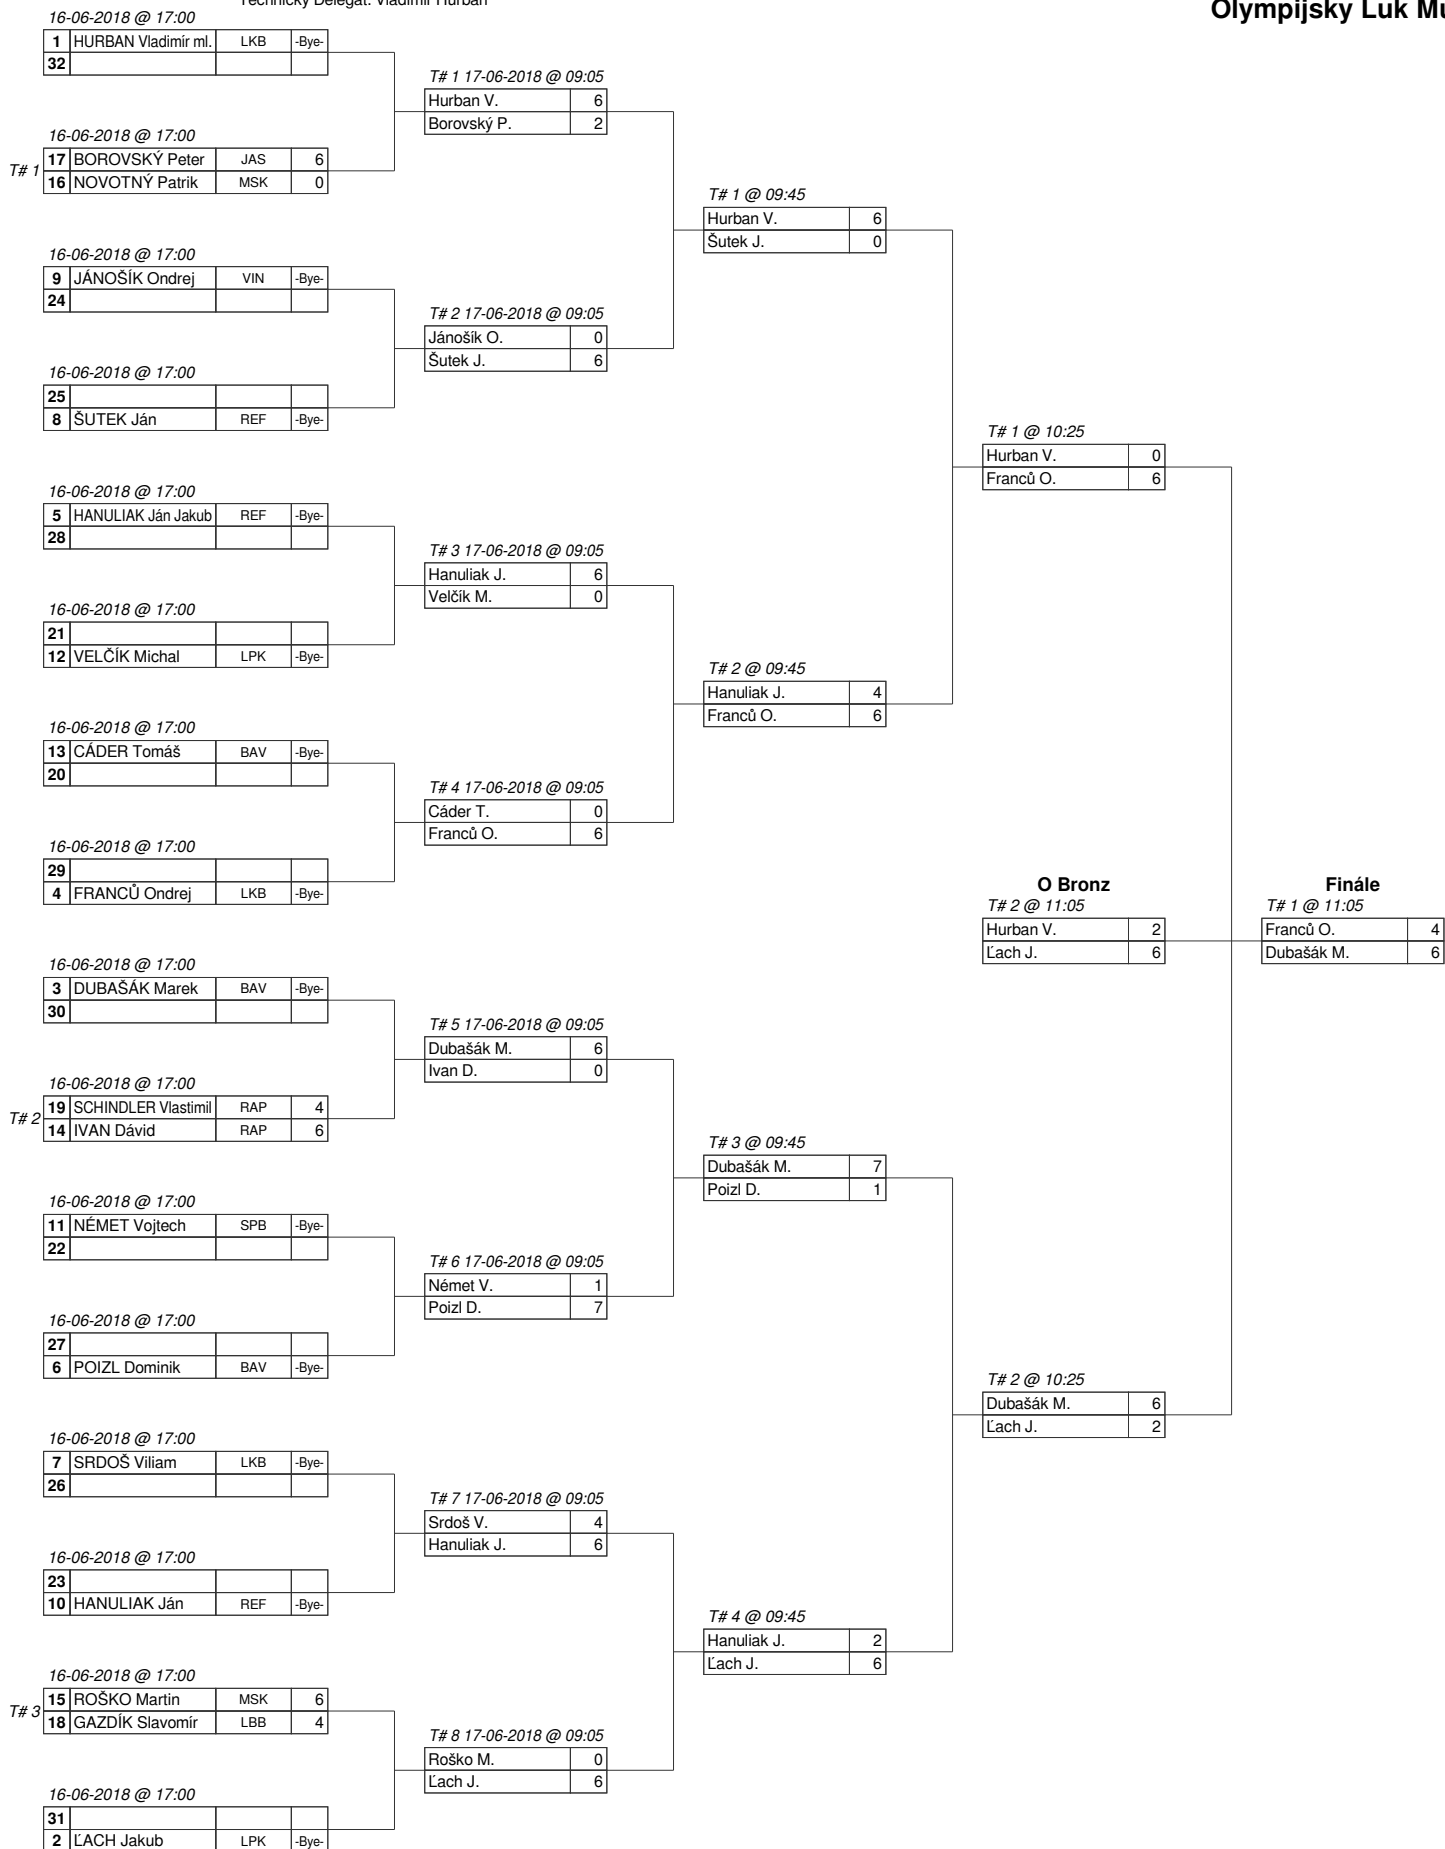 Technický Delegát: Vladimír Hurban
Olympijsky Luk Mu
16-06-2018 @ 17:00
1 HURBAN Vladimír ml. LKB -Bye-
32
16-06-2018 @ 17:00
T# 1
17 BOROVSKÝ Peter JAS 6
16 NOVOTNÝ Patrik MSK 0
16-06-2018 @ 17:00
9 JÁNOŠÍK Ondrej VIN -Bye-
24
16-06-2018 @ 17:00
25
8 ŠUTEK Ján REF -Bye-
16-06-2018 @ 17:00
5 HANULIAK Ján Jakub REF -Bye-
28
16-06-2018 @ 17:00
21
12 VELČÍK Michal LPK -Bye-
16-06-2018 @ 17:00
13 CÁDER Tomáš BAV -Bye-
20
16-06-2018 @ 17:00
29
4 FRANCŮ Ondrej LKB -Bye-
16-06-2018 @ 17:00
3 DUBAŠÁK Marek BAV -Bye-
30
16-06-2018 @ 17:00
T# 2
19 SCHINDLER Vlastimil RAP 4
14 IVAN Dávid RAP 6
16-06-2018 @ 17:00
11 NÉMET Vojtech SPB -Bye-
22
16-06-2018 @ 17:00
27
6 POIZL Dominik BAV -Bye-
16-06-2018 @ 17:00
7 SRDOŠ Viliam LKB -Bye-
26
16-06-2018 @ 17:00
23
10 HANULIAK Ján REF -Bye-
16-06-2018 @ 17:00
T# 3
15 ROŠKO Martin MSK 6
18 GAZDÍK Slavomír LBB 4
16-06-2018 @ 17:00
31
2 ĽACH Jakub LPK -Bye-
T# 1 17-06-2018 @ 09:05
Hurban V. 6
Borovský P. 2
T# 2 17-06-2018 @ 09:05
Jánošík O. 0
Šutek J. 6
T# 3 17-06-2018 @ 09:05
Hanuliak J. 6
Velčík M. 0
T# 4 17-06-2018 @ 09:05
Cáder T. 0
Franců O. 6
T# 5 17-06-2018 @ 09:05
Dubašák M. 6
Ivan D. 0
T# 6 17-06-2018 @ 09:05
Német V. 1
Poizl D. 7
T# 7 17-06-2018 @ 09:05
Srdoš V. 4
Hanuliak J. 6
T# 8 17-06-2018 @ 09:05
Roško M. 0
Ľach J. 6
T# 1 @ 09:45
Hurban V. 6
Šutek J. 0
T# 2 @ 09:45
Hanuliak J. 4
Franců O. 6
T# 3 @ 09:45
Dubašák M. 7
Poizl D. 1
T# 4 @ 09:45
Hanuliak J. 2
Ľach J. 6
T# 1 @ 10:25
Hurban V. 0
Franců O. 6
O Bronz
T# 2 @ 11:05
Hurban V. 2
Ľach J. 6
T# 2 @ 10:25
Dubašák M. 6
Ľach J. 2
Finále
T# 1 @ 11:05
Franců O. 4
Dubašák M. 6